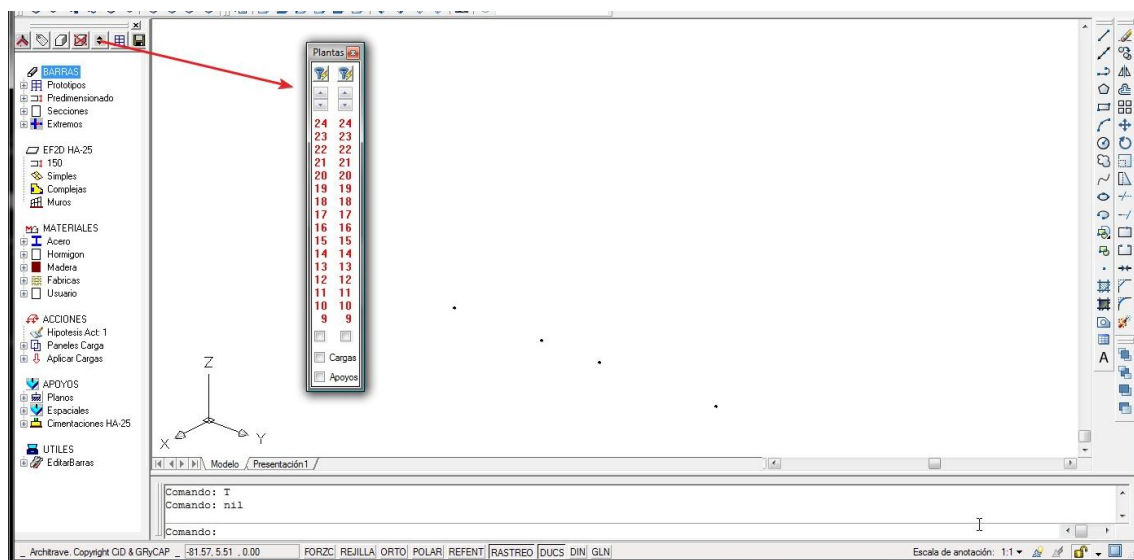 BARRAS
Prototipos
Predimensionado
Secciones
Extremos
EF2D HA-25
150
Simples
Complejas
Muros
MATERIALES
Acero
Hormigon
Madera
Fabricas
Usuario
ACCIONES
Hipotesis Act: 1
Paneles Carga
Aplicar Cargas
APOYOS
Planos
Espaciales
Cimentaciones HA-25
UTILES
EditarBarras
Plantas
24 24
23 23
22 22
21 21
20 20
19 19
18 18
17 17
16 16
15 15
14 14
13 13
12 12
11 11
10 10
9 9
Cargas
Apoyos
Z
X
Y
A
Modelo Presentación1
Comando: T
Comando: nil
Comando:
_ Architrave. Copyright CiD & GRyCAP _ -81.57, 5.51 , 0.00 FORZC REJILLA ORTO POLAR REFENT RASTREO DUCS DIN GLN Escala de anotación: 1:1